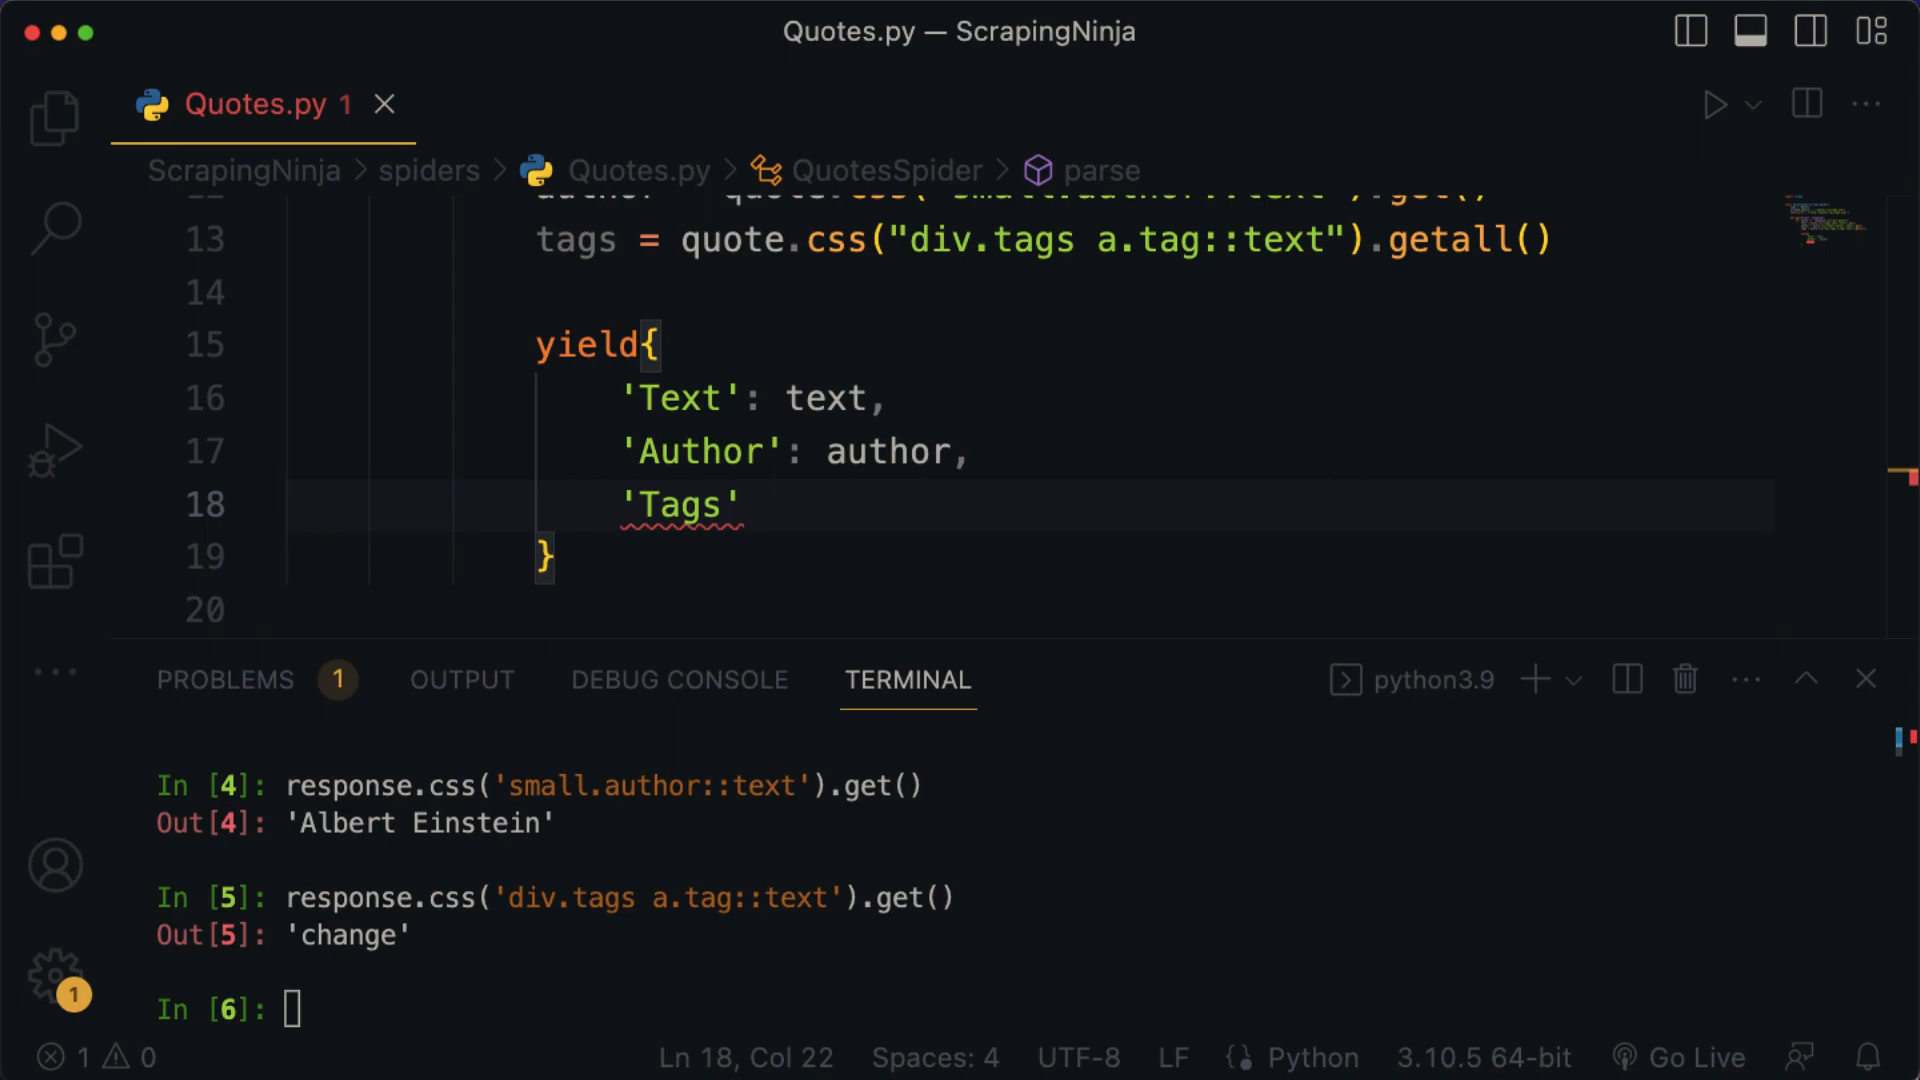 Quotes.py — ScrapingNinja
Quotes.py 1
ScrapingNinja > spiders > Quotes.py > QuotesSpider > parse
13 tags = quote.css("div.tags a.tag::text").getall()
14
15 yield{
16 'Text': text,
17 'Author': author,
18 'Tags'
19 }
20
PROBLEMS 1 OUTPUT DEBUG CONSOLE TERMINAL python3.9
In [4]: response.css('small.author::text').get()
Out[4]: 'Albert Einstein'
In [5]: response.css('div.tags a.tag::text').get()
Out[5]: 'change'
In [6]:
1
1 0 Ln 18, Col 22 Spaces: 4 UTF-8 LF Python 3.10.5 64-bit Go Live